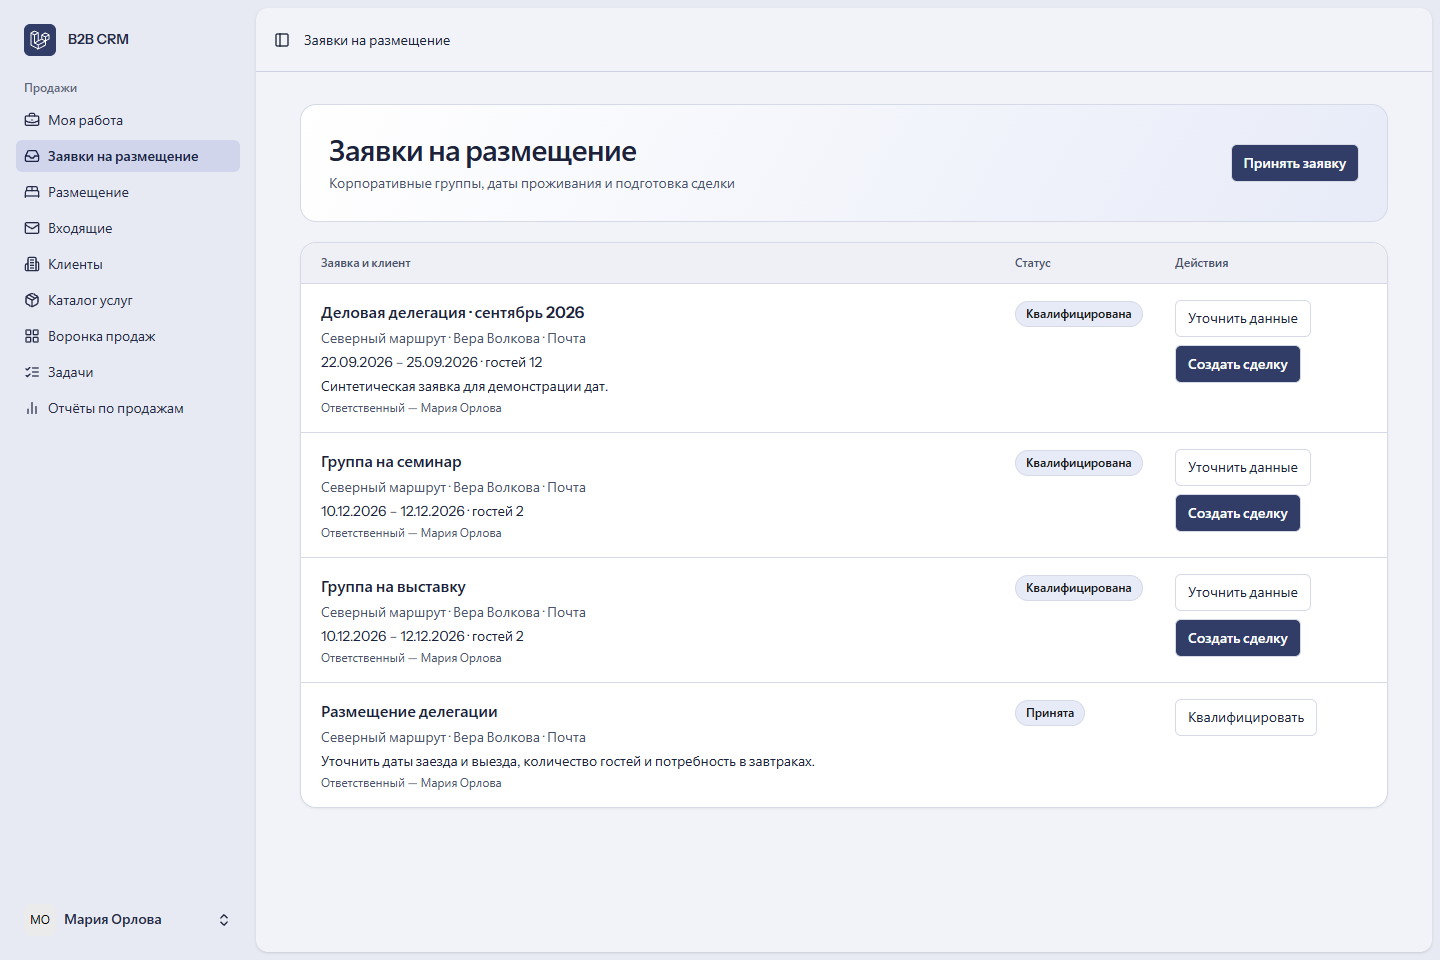 B2B CRM
Продажи
Моя работа
Заявки на размещение
Размещение
Входящие
Клиенты
Каталог услуг
Воронка продаж
Задачи
Отчёты по продажам
МО Мария Орлова
Заявки на размещение
Заявки на размещение
Корпоративные группы, даты проживания и подготовка сделки
Принять заявку
Заявка и клиент Статус Действия
Деловая делегация · сентябрь 2026
Северный маршрут · Вера Волкова · Почта
22.09.2026 – 25.09.2026 · гостей 12
Синтетическая заявка для демонстрации дат.
Ответственный — Мария Орлова
Квалифицирована
Уточнить данные
Создать сделку
Группа на семинар
Северный маршрут · Вера Волкова · Почта
10.12.2026 – 12.12.2026 · гостей 2
Ответственный — Мария Орлова
Квалифицирована
Уточнить данные
Создать сделку
Группа на выставку
Северный маршрут · Вера Волкова · Почта
10.12.2026 – 12.12.2026 · гостей 2
Ответственный — Мария Орлова
Квалифицирована
Уточнить данные
Создать сделку
Размещение делегации
Северный маршрут · Вера Волкова · Почта
Уточнить даты заезда и выезда, количество гостей и потребность в завтраках.
Ответственный — Мария Орлова
Принята
Квалифицировать